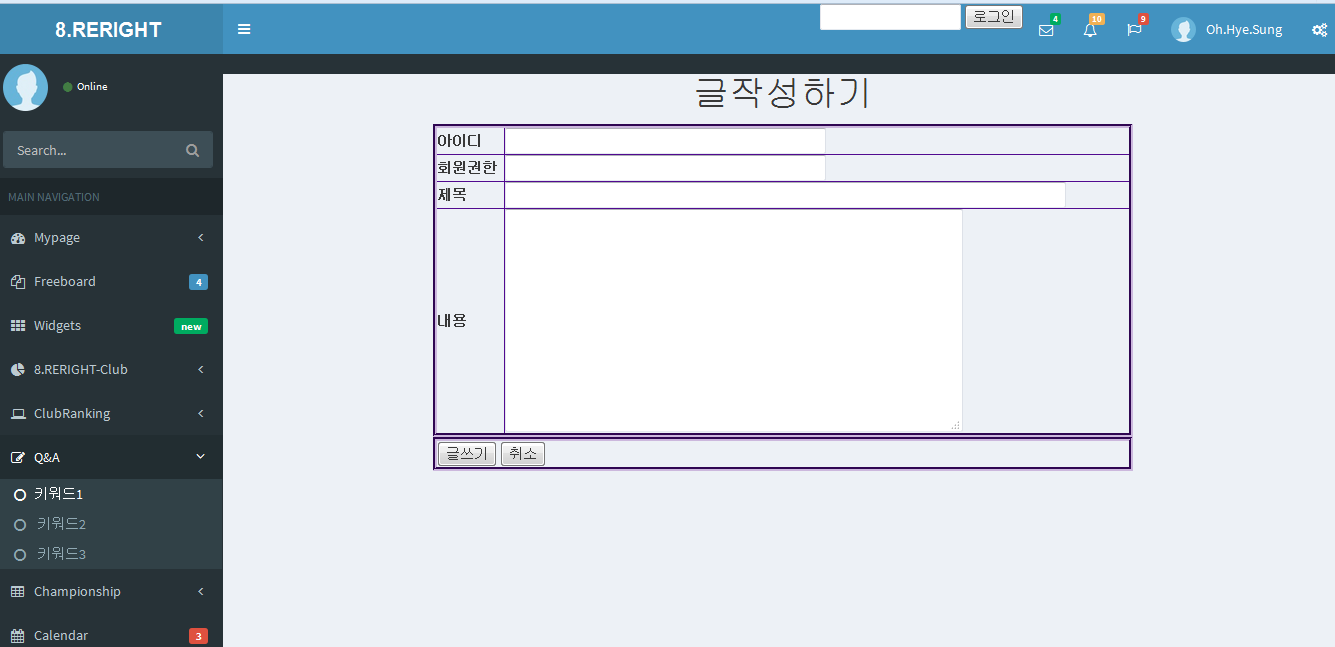 8.RERIGHT
로그인
4
10
9
Oh.Hye.Sung
Online
Search...
MAIN NAVIGATION
Mypage
Freeboard 4
Widgets new
8.RERIGHT-Club
ClubRanking
Q&A
키워드1
키워드2
키워드3
Championship
Calendar 3
글작성하기
아이디
회원권한
제목
내용
글쓰기 취소